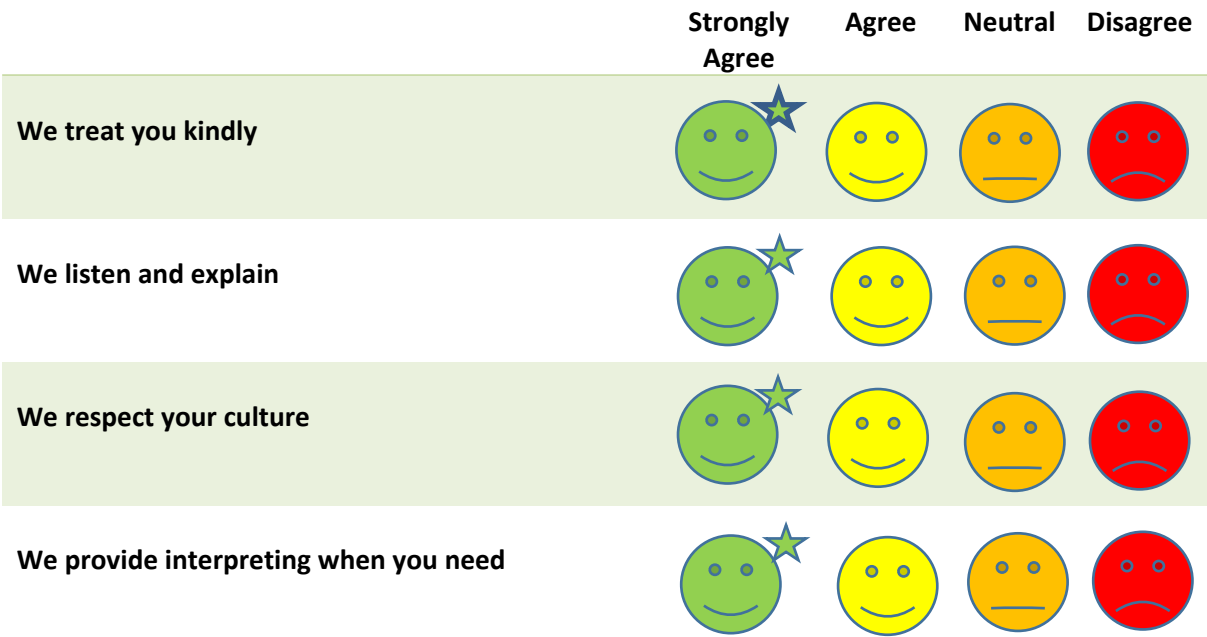 Strongly Agree Neutral Disagree
Agree
We treat you kindly
We listen and explain
We respect your culture
We provide interpreting when you need